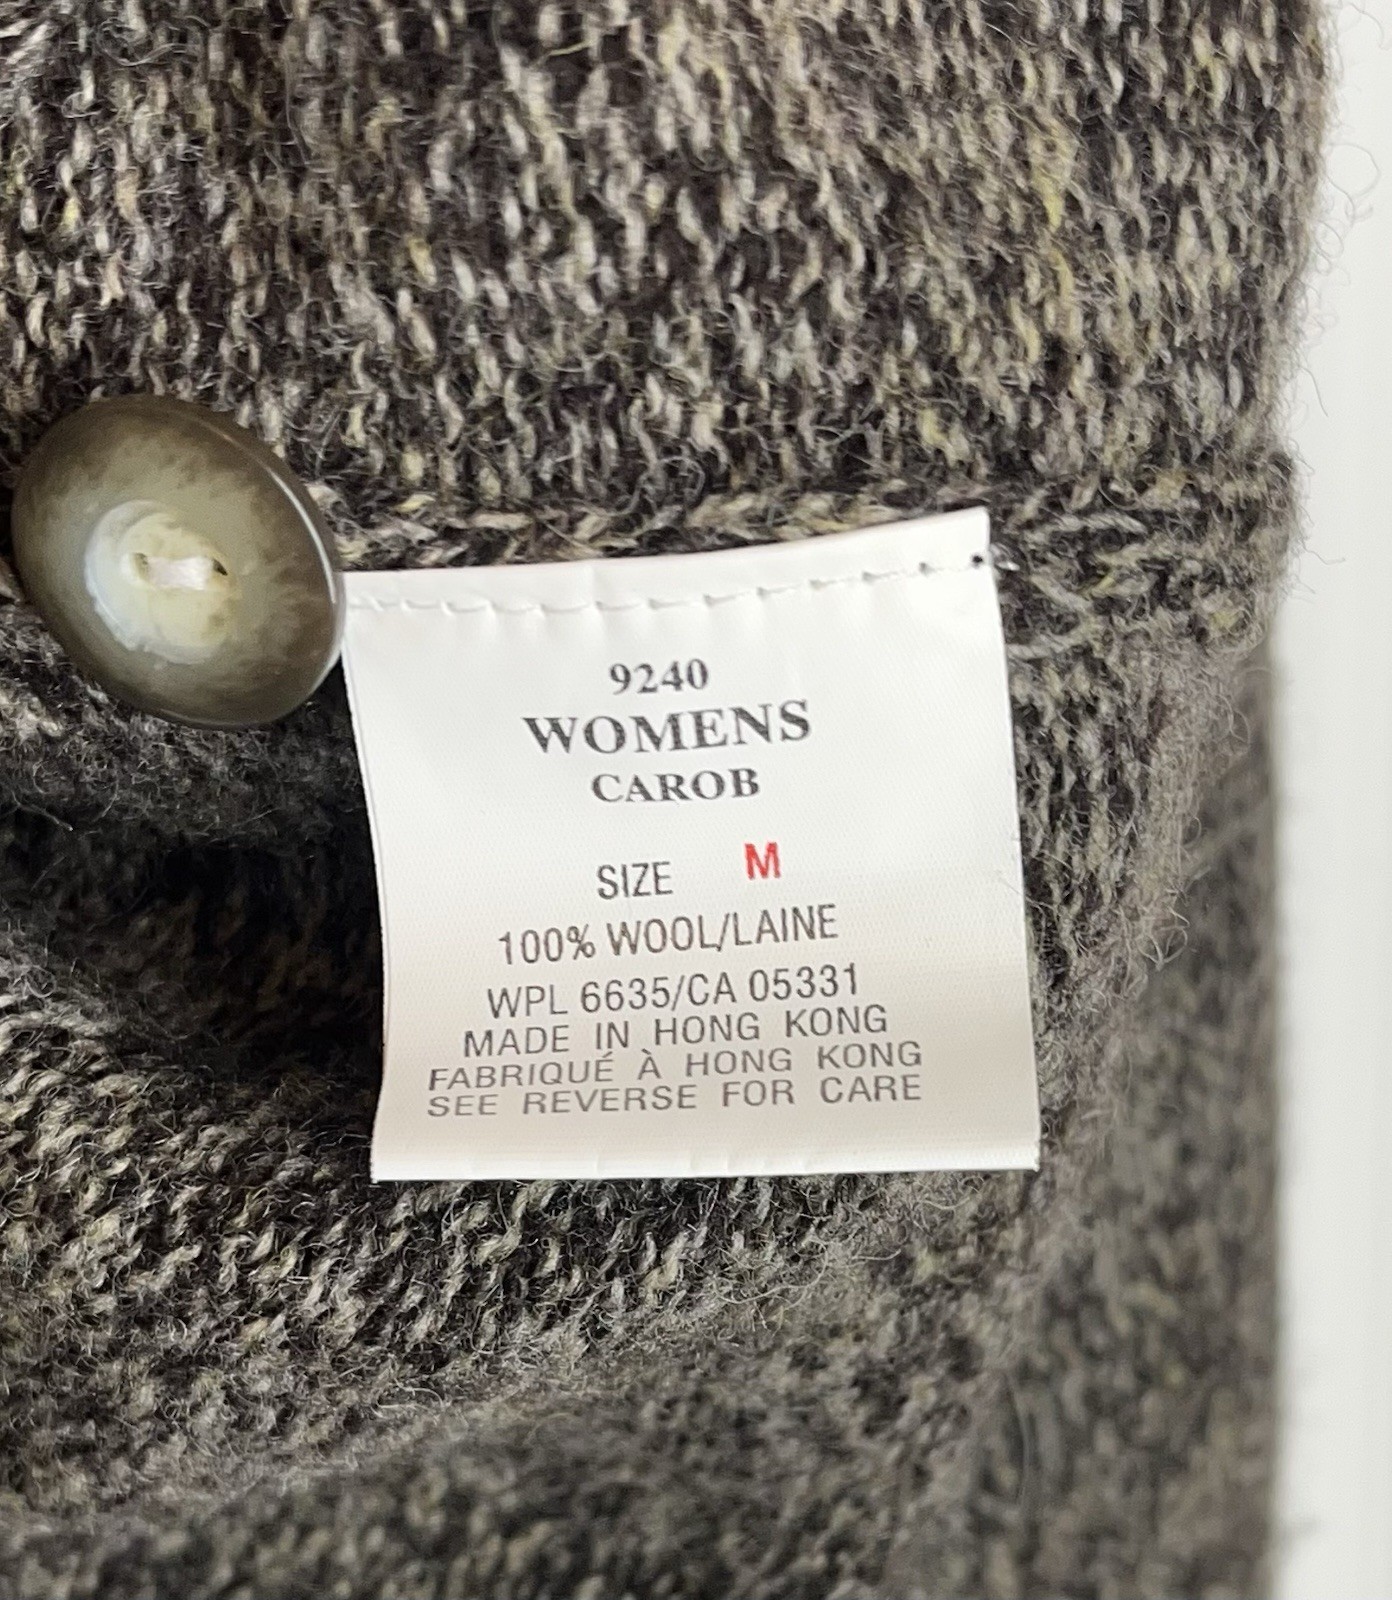 9240
WOMENS
CAROB
SIZE M
100% WOOL/LAINE
WPL 6635/CA 05331
MADE IN HONG KONG
FABRIQUÉ À HONG KONG
SEE REVERSE FOR CARE